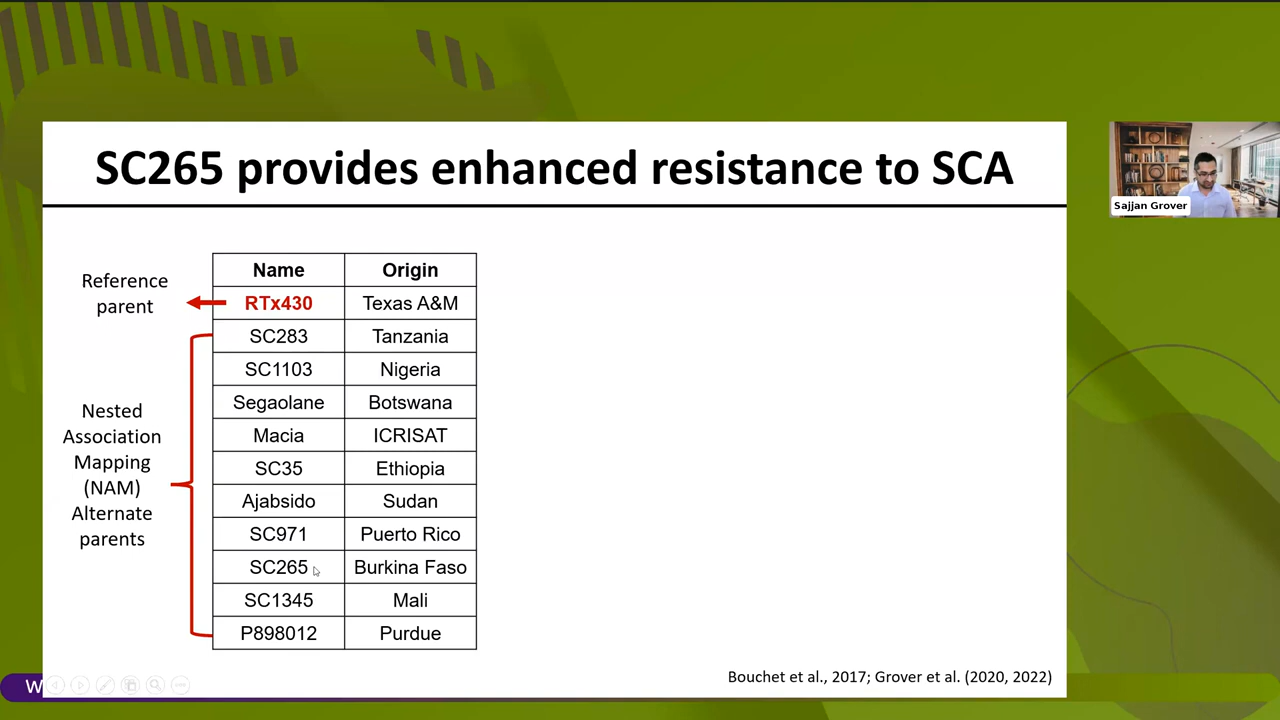 SC265 provides enhanced resistance to SCA
Sajjan Grover
Reference
parent
Name Origin
RTx430 Texas A&M
SC283 Tanzania
SC1103 Nigeria
Segaolane Botswana
Macia ICRISAT
SC35 Ethiopia
Ajabsido Sudan
SC971 Puerto Rico
SC265 Burkina Faso
SC1345 Mali
P898012 Purdue
Nested
Association
Mapping
(NAM)
Alternate
parents
Bouchet et al., 2017; Grover et al. (2020, 2022)
W